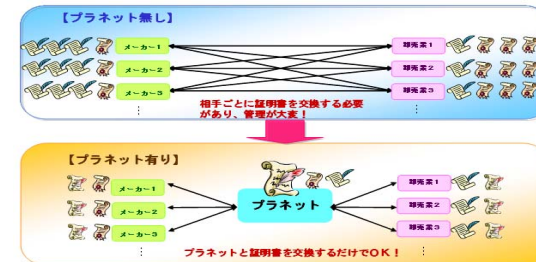 【プラネット無し】
メーカー1
卸売業1
メーカー2
卸売業2
メーカー3
卸売業3
相手ごとに証明書を交換する必要
があり、管理が大変！
【プラネット有り】
メーカー1
卸売業1
メーカー2
プラネット
卸売業2
メーカー3
卸売業3
プラネットと証明書を交換するだけでOK！